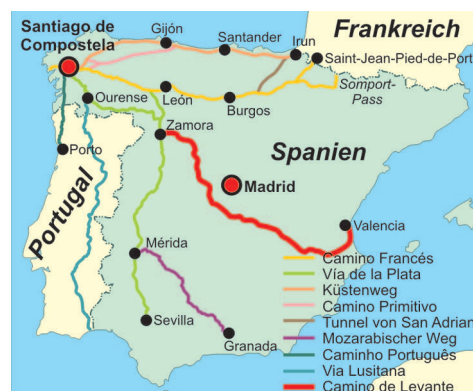 Santiago de
Compostela
Gijón
Santander
Irun
Frankreich
Saint-Jean-Pied-de-Port
Somport-
Pass
Ourense
León
Burgos
Zamora
Porto
Spanien
Madrid
Portugal
Valencia
Mérida
Sevilla
Granada
Camino Francés
Vía de la Plata
Küstenweg
Camino Primitivo
Tunnel von San Adrian
Mozarabischer Weg
Caminho Português
Via Lusitana
Camino de Levante